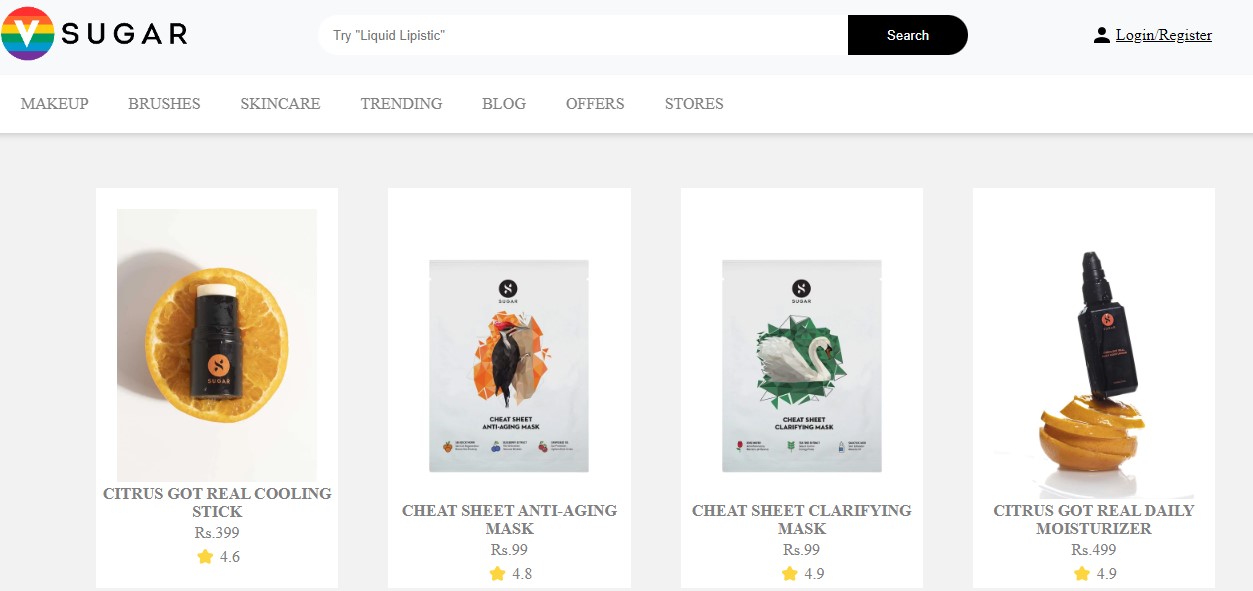 V SUGAR
Try "Liquid Lipistic"
Search
Login/Register
MAKEUP BRUSHES SKINCARE TRENDING BLOG OFFERS STORES
SUGAR
SUGAR
CHEAT SHEET
ANTI-AGING MASK
SUGAR
CHEAT SHEET
CLARIFYING MASK
CITRUS GOT REAL COOLING
STICK
Rs.399
4.6
CHEAT SHEET ANTI-AGING
MASK
Rs.99
4.8
CHEAT SHEET CLARIFYING
MASK
Rs.99
4.9
CITRUS GOT REAL DAILY
MOISTURIZER
Rs.499
4.9